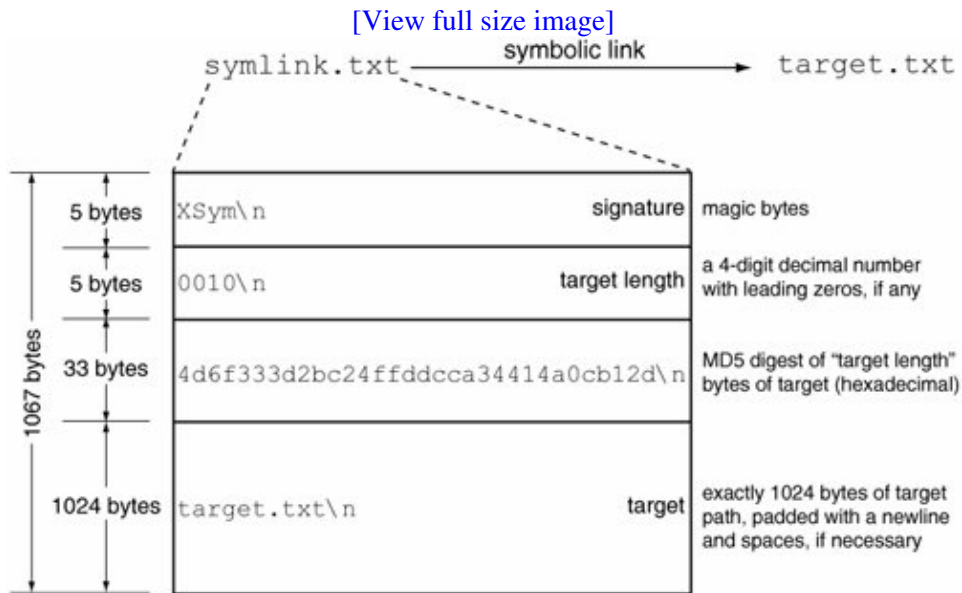 [View full size image]
symbolic link
symlink.txt
target.txt
5 bytes
XSym\n
signature
magic bytes
5 bytes
0010\n
target length
a 4-digit decimal number
with leading zeros, if any
1067 bytes
33 bytes
4d6f333d2bc24ffddcca34414a0cb12d\n
MD5 digest of “target length”
bytes of target (hexadecimal)
1024 bytes
target.txt\n
target
exactly 1024 bytes of target
path, padded with a newline
and spaces, if necessary